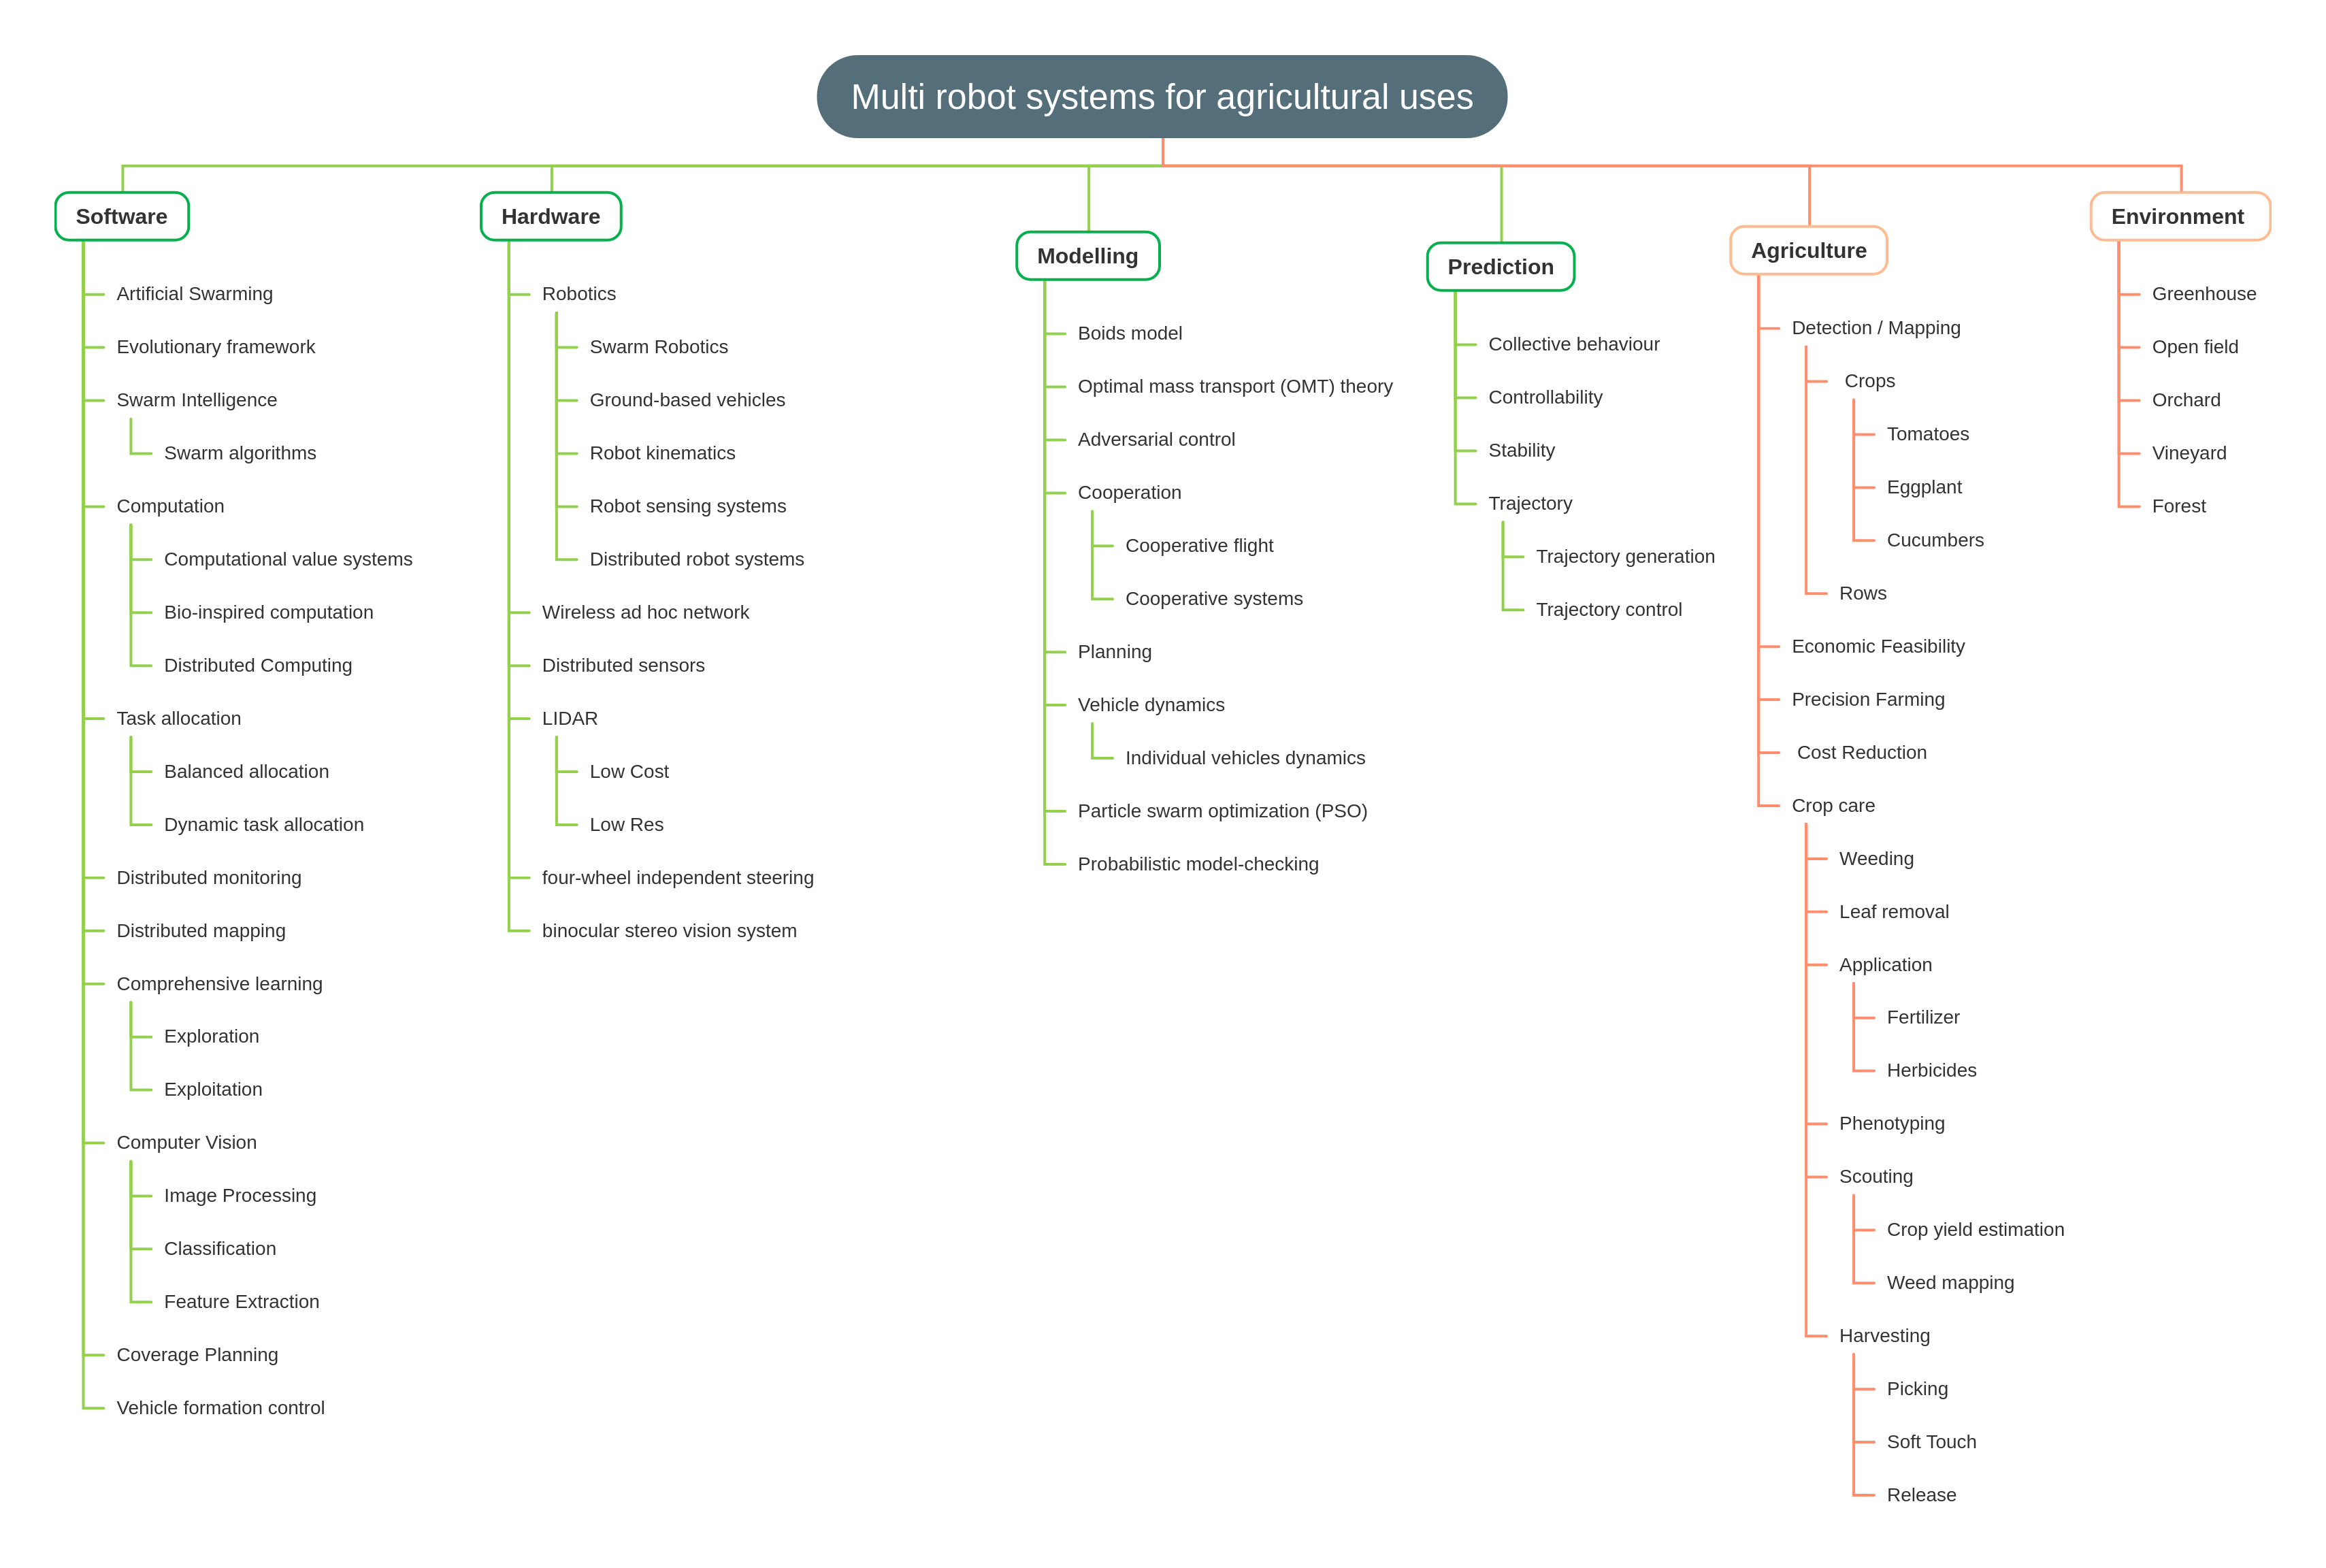 Multi robot systems for agricultural uses
Software
Artificial Swarming
Evolutionary framework
Swarm Intelligence
Swarm algorithms
Computation
Computational value systems
Bio-inspired computation
Distributed Computing
Task allocation
Balanced allocation
Dynamic task allocation
Distributed monitoring
Distributed mapping
Comprehensive learning
Exploration
Exploitation
Computer Vision
Image Processing
Classification
Feature Extraction
Coverage Planning
Vehicle formation control
Hardware
Robotics
Swarm Robotics
Ground-based vehicles
Robot kinematics
Robot sensing systems
Distributed robot systems
Wireless ad hoc network
Distributed sensors
LIDAR
Low Cost
Low Res
four-wheel independent steering
binocular stereo vision system
Modelling
Boids model
Optimal mass transport (OMT) theory
Adversarial control
Cooperation
Cooperative flight
Cooperative systems
Planning
Vehicle dynamics
Individual vehicles dynamics
Particle swarm optimization (PSO)
Probabilistic model-checking
Prediction
Collective behaviour
Controllability
Stability
Trajectory
Trajectory generation
Trajectory control
Agriculture
Detection / Mapping
Crops
Tomatoes
Eggplant
Cucumbers
Rows
Economic Feasibility
Precision Farming
Cost Reduction
Crop care
Weeding
Leaf removal
Application
Fertilizer
Herbicides
Phenotyping
Scouting
Crop yield estimation
Weed mapping
Harvesting
Picking
Soft Touch
Release
Environment
Greenhouse
Open field
Orchard
Vineyard
Forest